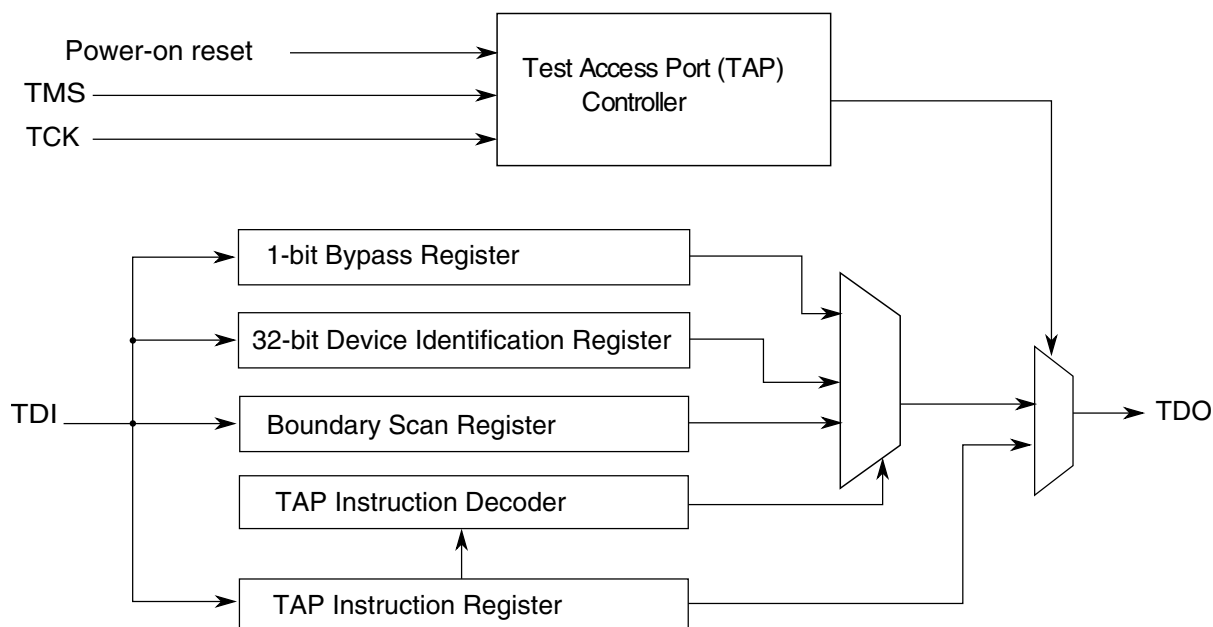 Power-on reset
TMS
TCK
Test Access Port (TAP)
Controller
1-bit Bypass Register
32-bit Device Identification Register
TDI
Boundary Scan Register
TDO
TAP Instruction Decoder
TAP Instruction Register